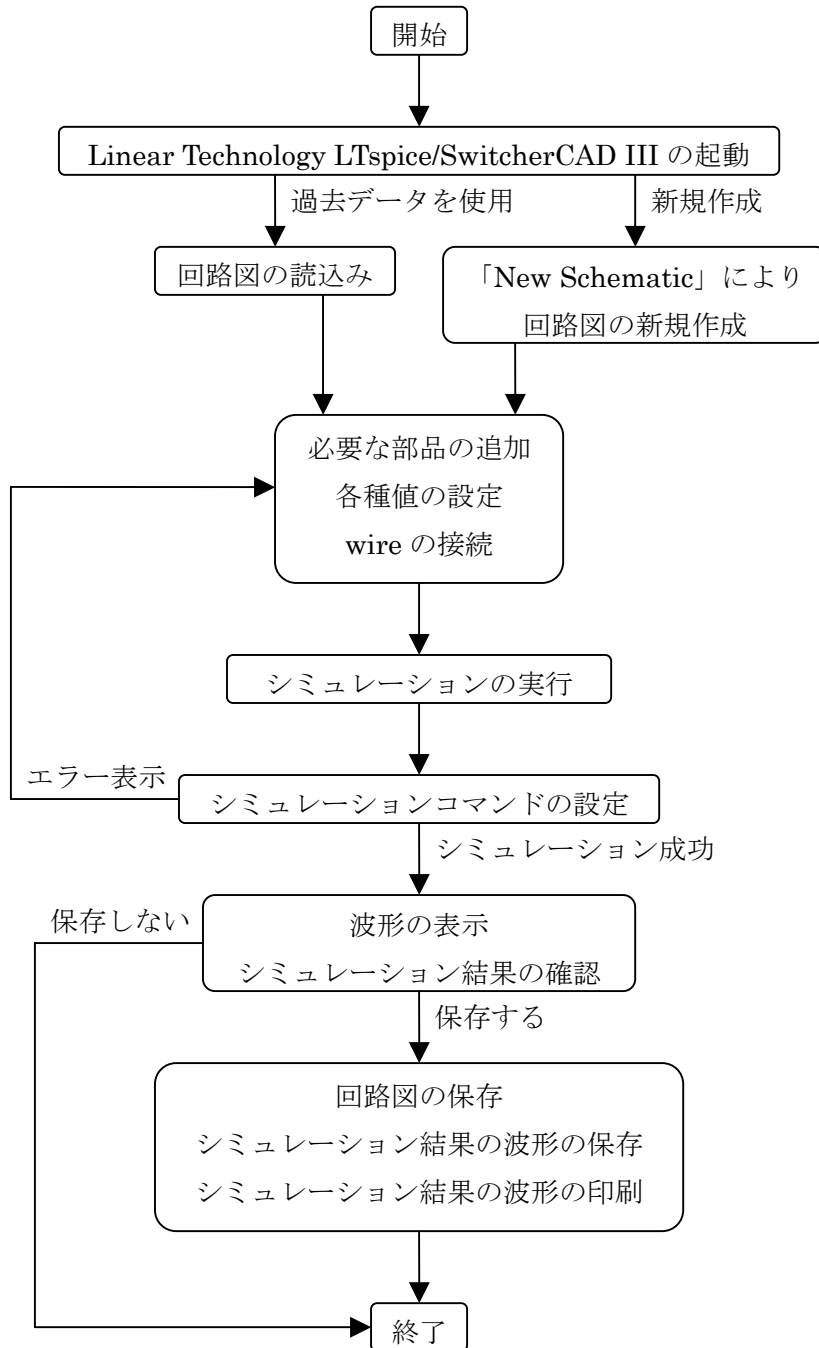 開始
Linear Technology LTspice/SwitcherCAD III の起動
過去データを使用
新規作成
回路図の読込み
「New Schematic」により
回路図の新規作成
必要な部品の追加
各種値の設定
wire の接続
シミュレーションの実行
エラー表示
シミュレーションコマンドの設定
シミュレーション成功
保存しない
波形の表示
シミュレーション結果の確認
保存する
回路図の保存
シミュレーション結果の波形の保存
シミュレーション結果の波形の印刷
終了